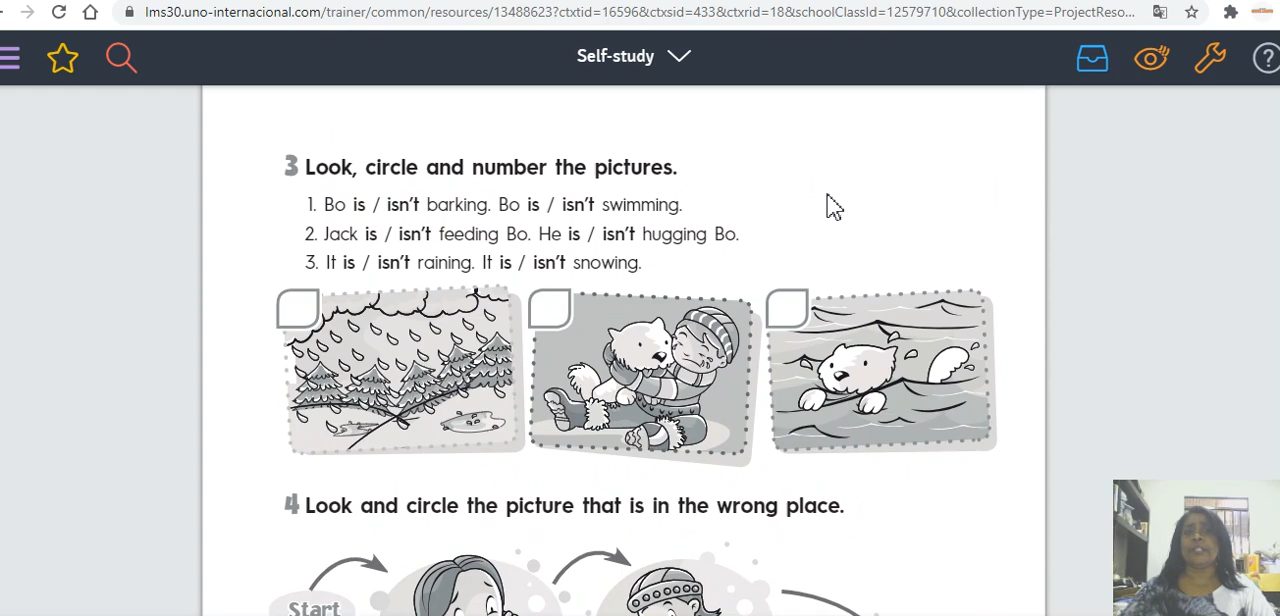 lms30.uno-internacional.com/trainer/common/resources/13488623?ctxtid=16596&ctxsid=433&ctxrid=18&schoolClassId=12579710&collectionType=ProjectReso...
Self-study
?
3 Look, circle and number the pictures.
1. Bo is / isn't barking. Bo is / isn't swimming.
2. Jack is / isn't feeding Bo. He is / isn't hugging Bo.
3. It is / isn't raining. It is / isn't snowing.
4 Look and circle the picture that is in the wrong place.
Start